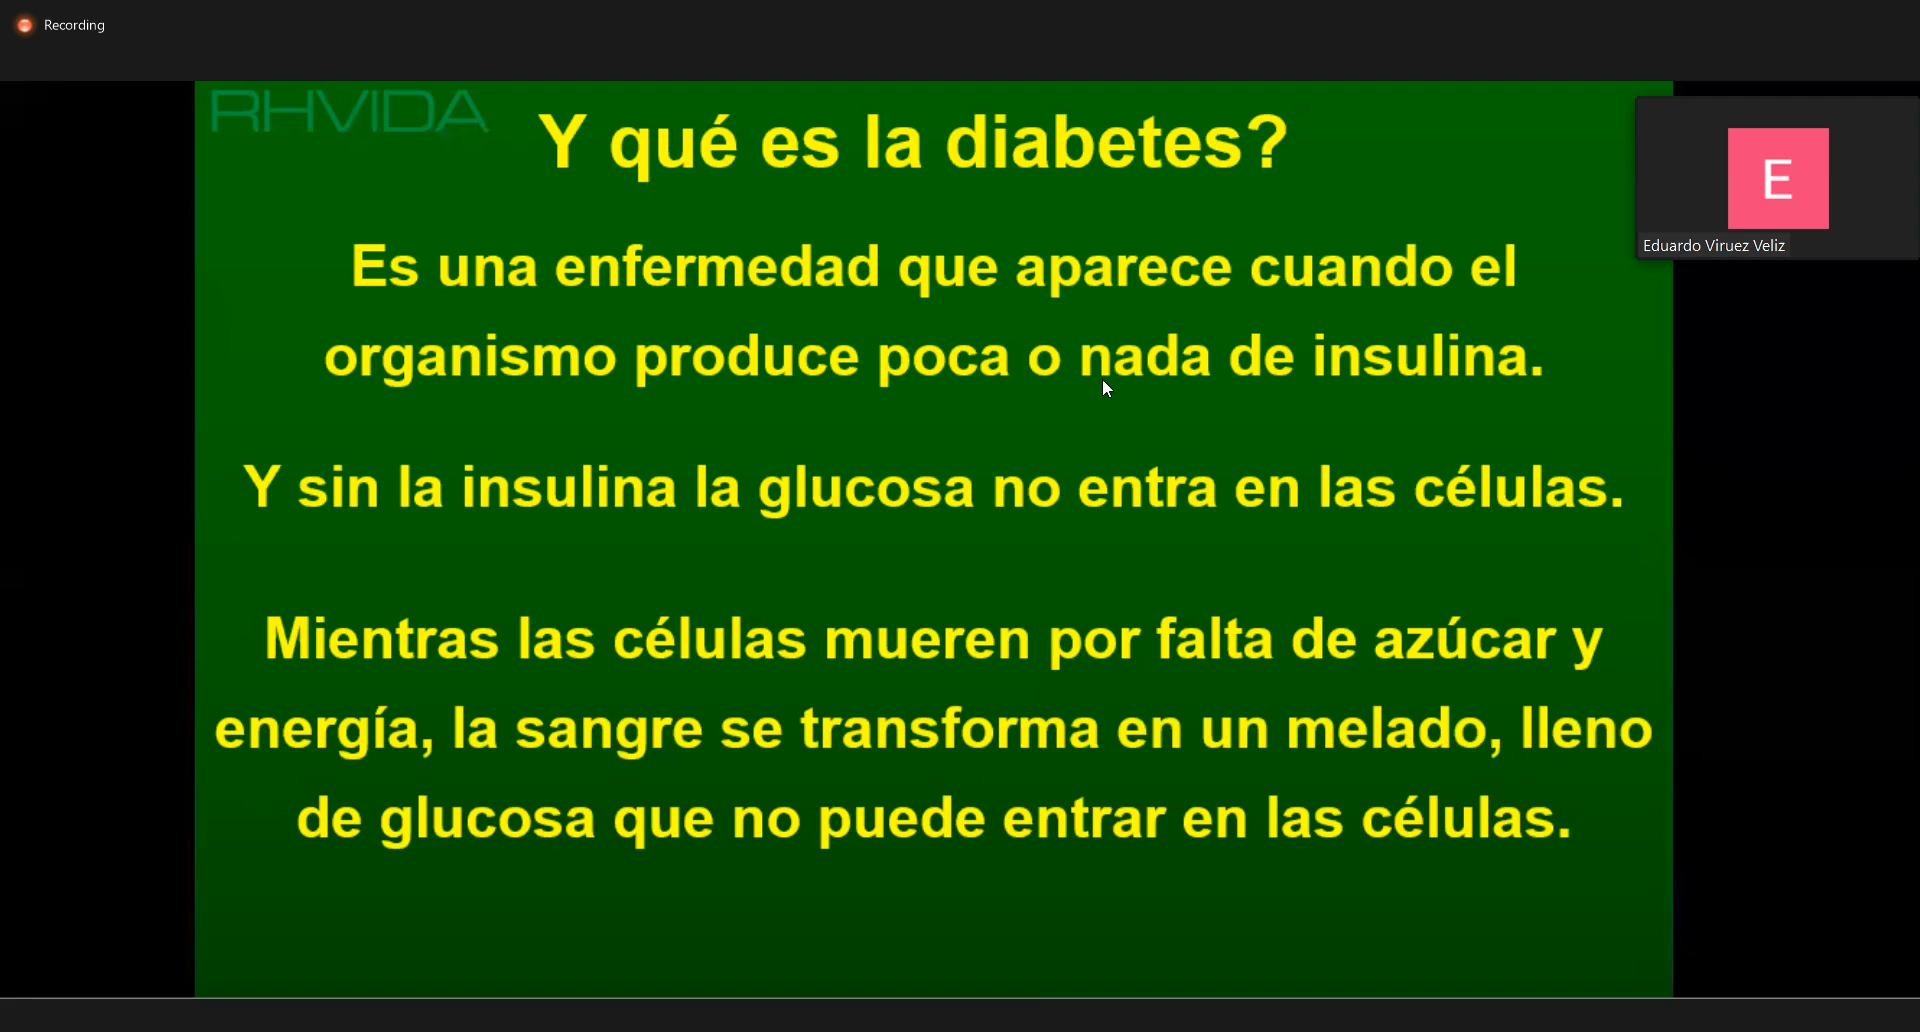 Recording
RHVIDA
Y qué es la diabetes?
Es una enfermedad que aparece cuando el
organismo produce poca o nada de insulina.
Y sin la insulina la glucosa no entra en las células.
Mientras las células mueren por falta de azúcar y
energía, la sangre se transforma en un melado, lleno
de glucosa que no puede entrar en las células.
E
Eduardo Viruez Veliz